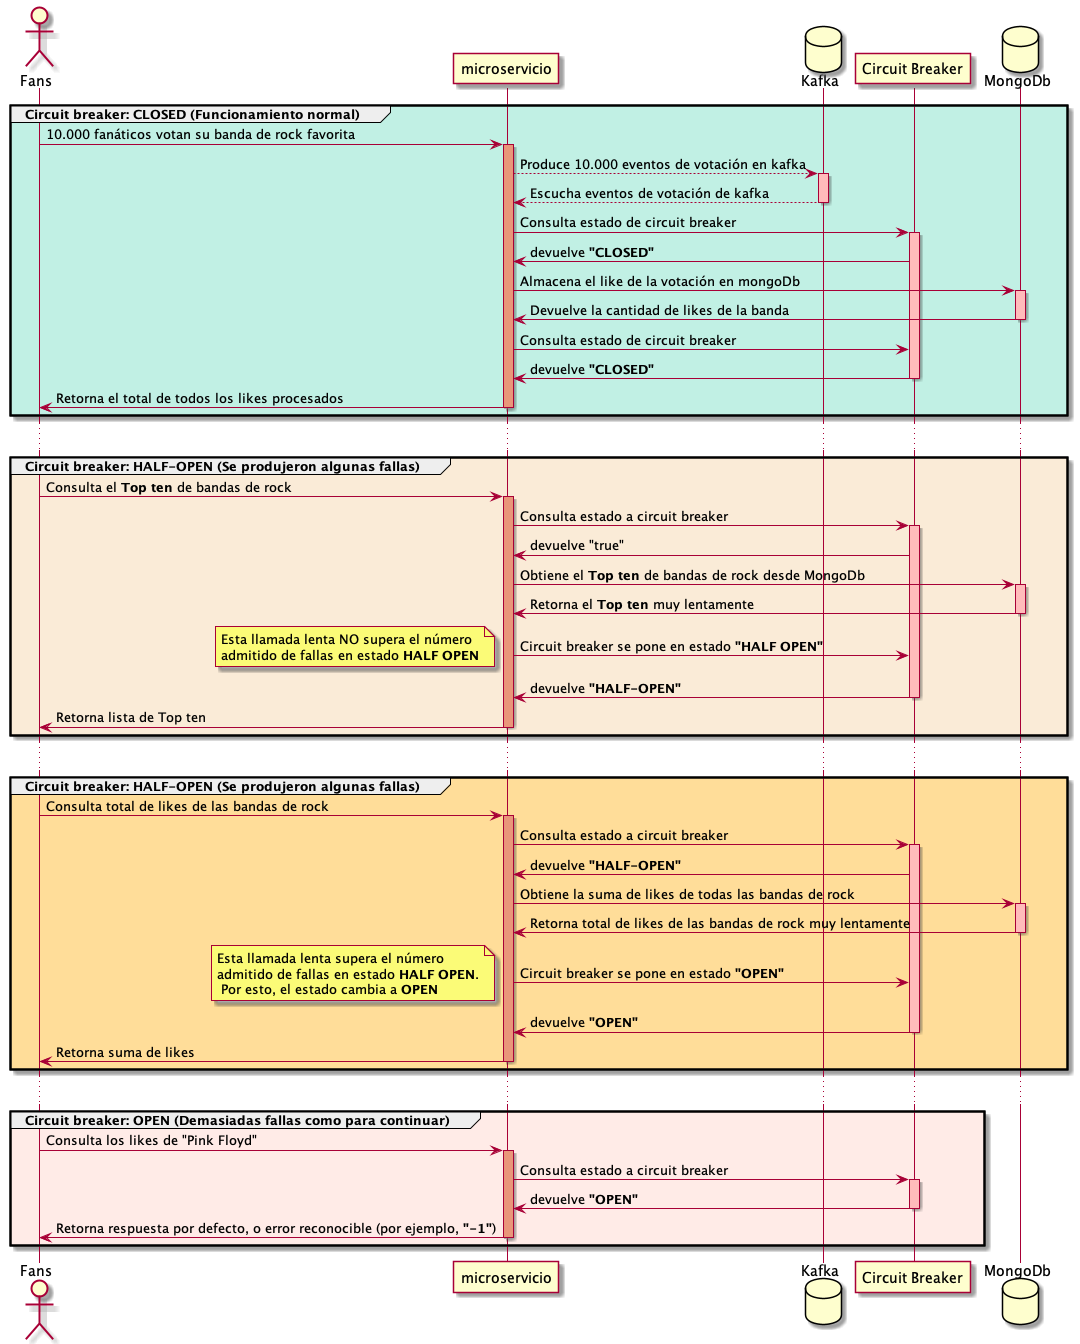 Fans
microservicio
Kafka
Circuit Breaker
MongoDb
Circuit breaker: CLOSED (Funcionamiento normal)
10.000 fanáticos votan su banda de rock favorita
Produce 10.000 eventos de votación en kafka
Escucha eventos de votación de kafka
Consulta estado de circuit breaker
devuelve "CLOSED"
Almacena el like de la votación en mongoDb
Devuelve la cantidad de likes de la banda
Consulta estado de circuit breaker
devuelve "CLOSED"
Retorna el total de todos los likes procesados
Circuit breaker: HALF-OPEN (Se produjeron algunas fallas)
Consulta el Top ten de bandas de rock
Consulta estado a circuit breaker
devuelve "true"
Obtiene el Top ten de bandas de rock desde MongoDb
Retorna el Top ten muy lentamente
Esta llamada lenta NO supera el número
admitido de fallas en estado HALF OPEN
Circuit breaker se pone en estado "HALF OPEN"
devuelve "HALF-OPEN"
Retorna lista de Top ten
Circuit breaker: HALF-OPEN (Se produjeron algunas fallas)
Consulta total de likes de las bandas de rock
Consulta estado a circuit breaker
devuelve "HALF-OPEN"
Obtiene la suma de likes de todas las bandas de rock
Retorna total de likes de las bandas de rock muy lentamente
Esta llamada lenta supera el número
admitido de fallas en estado HALF OPEN.
Por esto, el estado cambia a OPEN
Circuit breaker se pone en estado "OPEN"
devuelve "OPEN"
Retorna suma de likes
Circuit breaker: OPEN (Demasiadas fallas como para continuar)
Consulta los likes de "Pink Floyd"
Consulta estado a circuit breaker
devuelve "OPEN"
Retorna respuesta por defecto, o error reconocible (por ejemplo, "-1")
Fans
microservicio
Kafka
Circuit Breaker
MongoDb